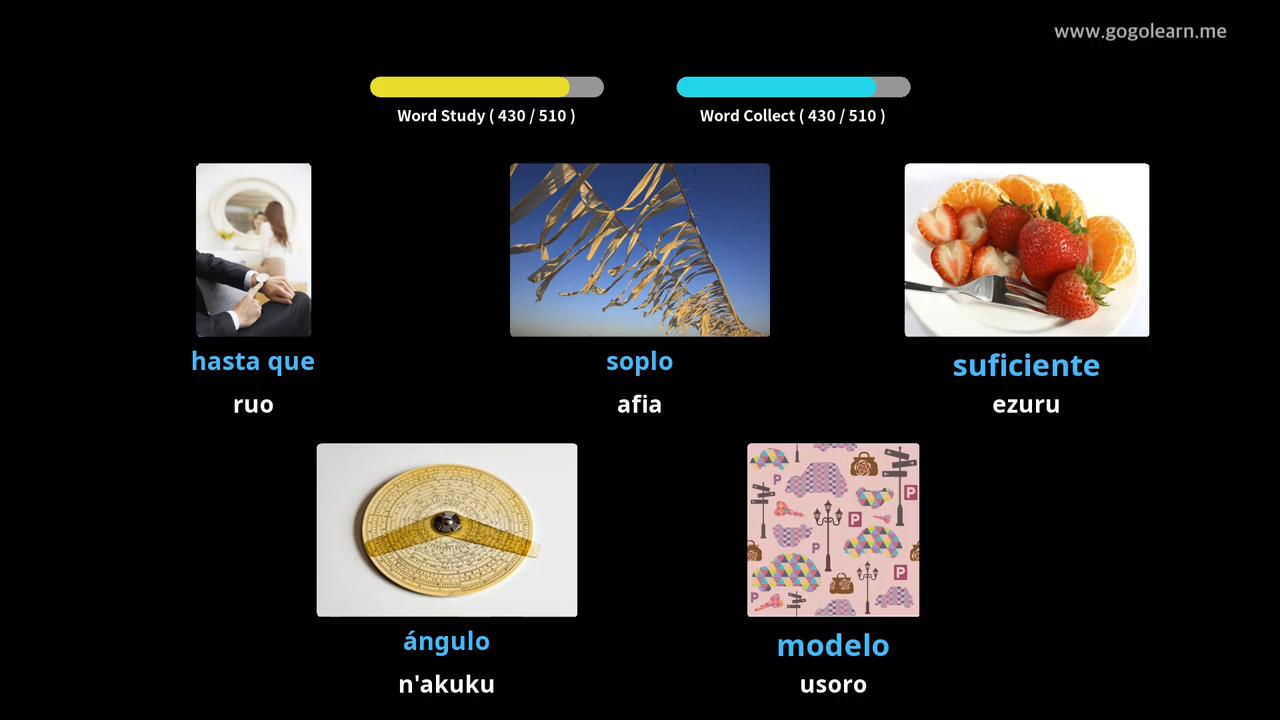 www.gogolearn.me
Word Study ( 430 / 510 )
Word Collect ( 430 / 510 )
hasta que
ruo
soplo
afia
suficiente
ezuru
ángulo
n'akuku
modelo
usoro